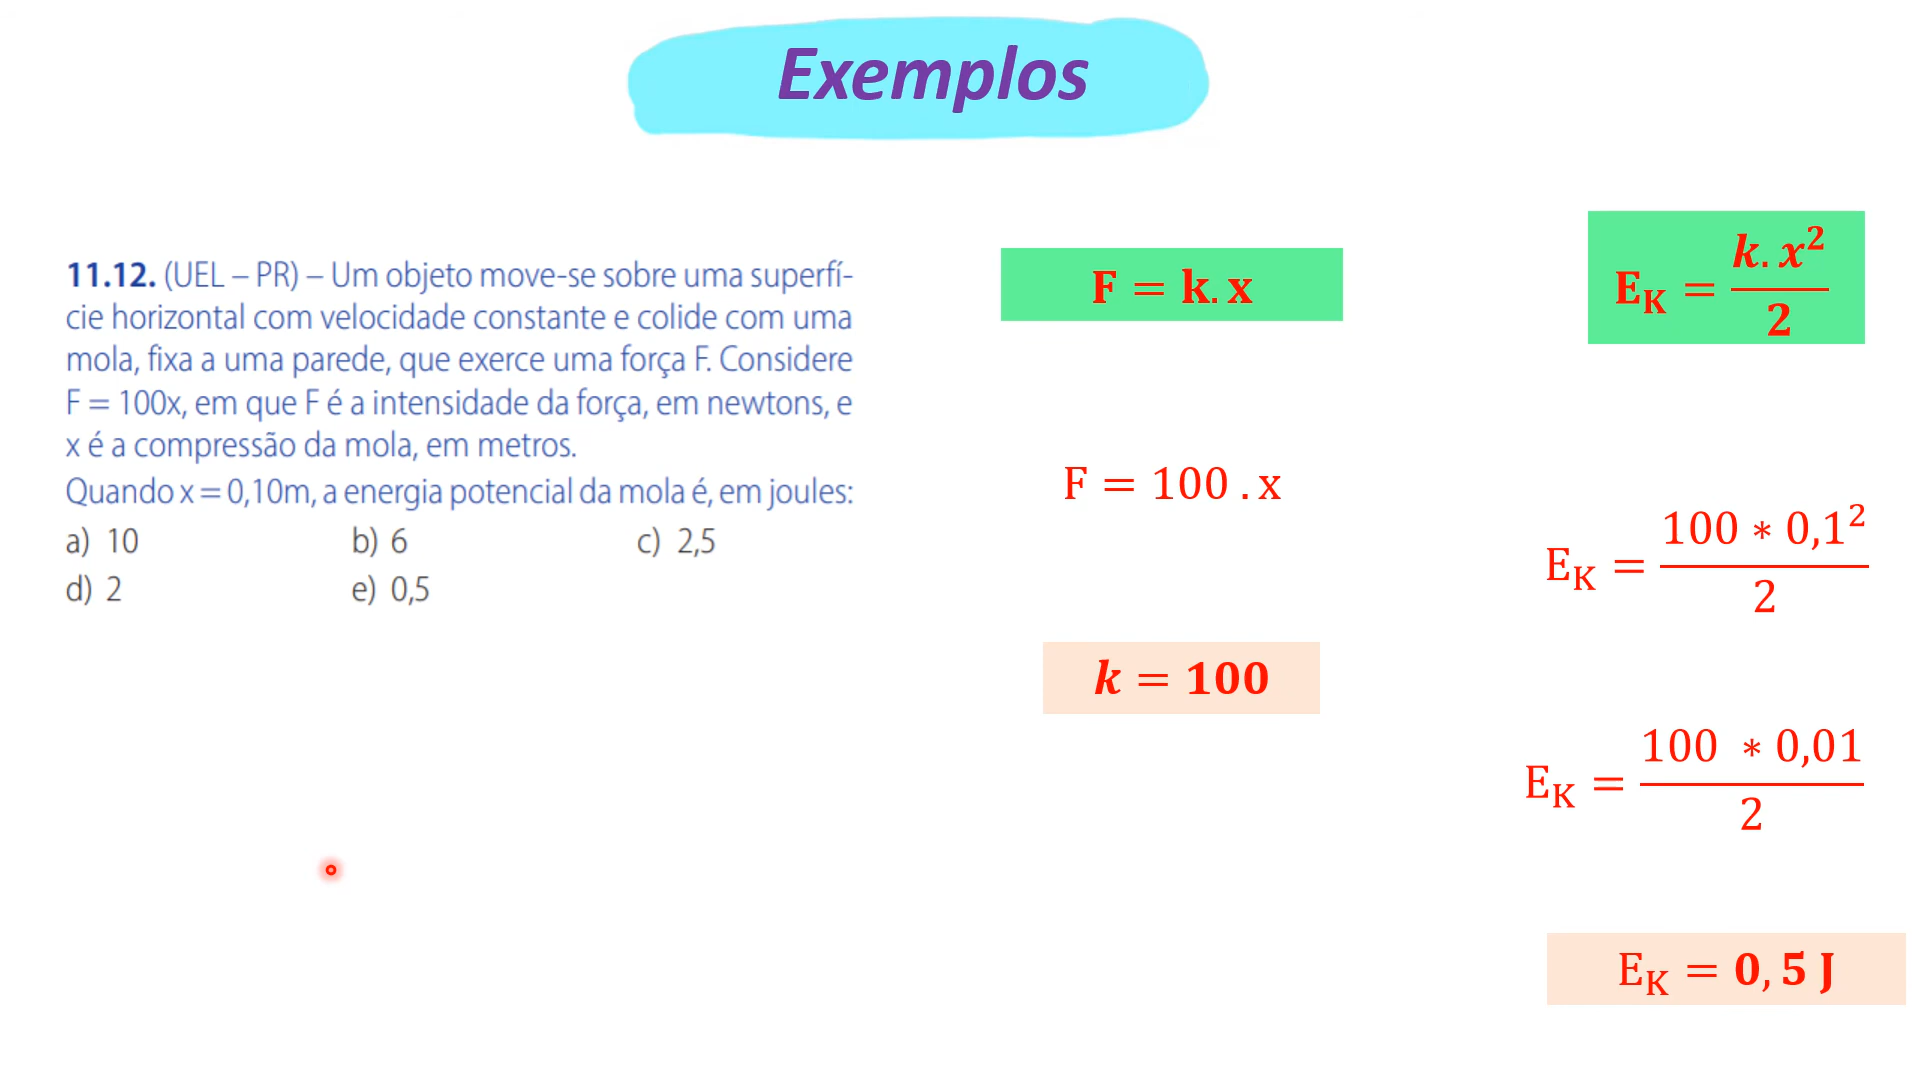 Exemplos
11.12. (UEL – PR) – Um objeto move-se sobre uma superfí-
cie horizontal com velocidade constante e colide com uma
mola, fixa a uma parede, que exerce uma força F. Considere
F = 100x, em que F é a intensidade da força, em newtons, e
x é a compressão da mola, em metros.
Quando x = 0,10m, a energia potencial da mola é, em joules:
a) 10 b) 6 c) 2,5
d) 2 e) 0,5
F = k. x
F = 100 . x
k = 100
E_K = k. x² / 2
E_K = 100 * 0,1² / 2
E_K = 100 * 0,01 / 2
E_K = 0,5 J